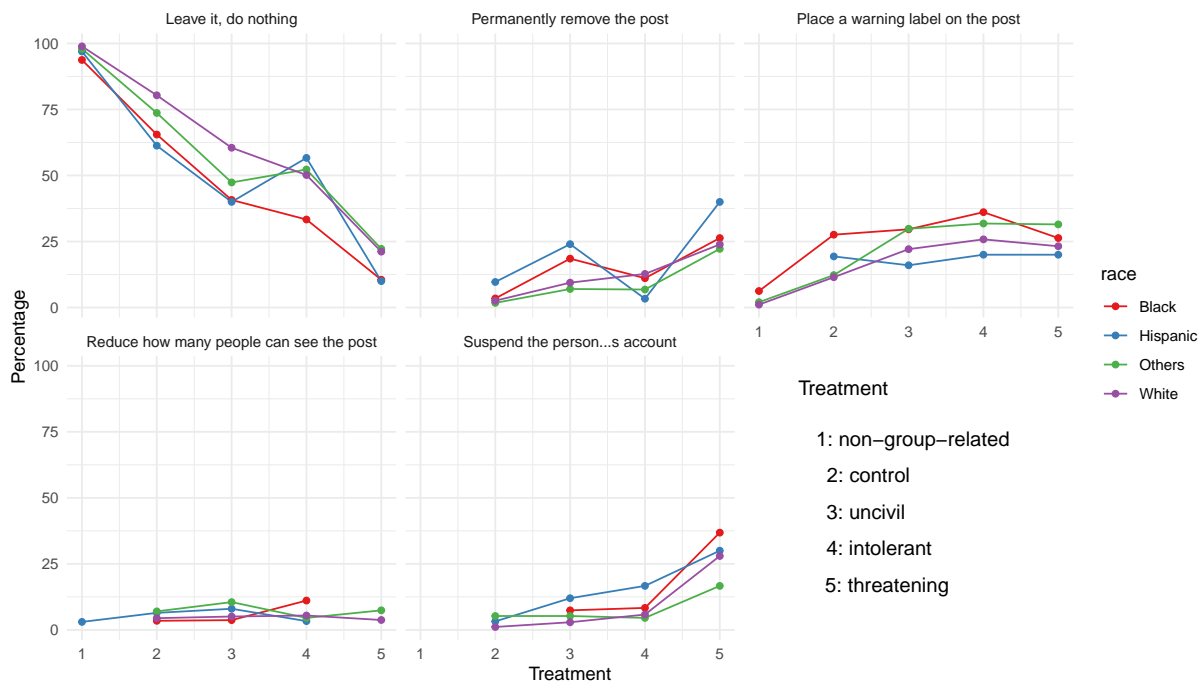 Leave it, do nothing
Permanently remove the post
Place a warning label on the post
100
75
50
25
0
1
2
3
4
5
Reduce how many people can see the post
Suspend the person...s account
100
75
50
25
0
1
2
3
4
5
1
2
3
4
5
Percentage
Treatment
race
Black
Hispanic
Others
White
Treatment
1: non−group−related
2: control
3: uncivil
4: intolerant
5: threatening